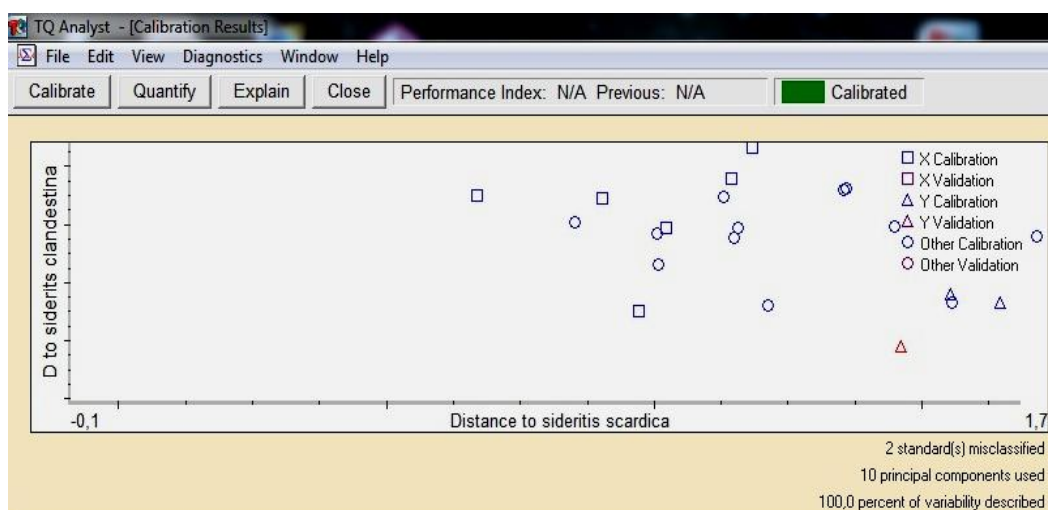 TQ Analyst - [Calibration Results]
File Edit View Diagnostics Window Help
Calibrate Quantify Explain Close Performance Index: N/A Previous: N/A Calibrated
D to siderits clandestina
X Calibration
X Validation
Y Calibration
Y Validation
Other Calibration
Other Validation
-0,1 Distance to sideritis scardica 1,7
2 standard(s) misclassified
10 principal components used
100,0 percent of variability described